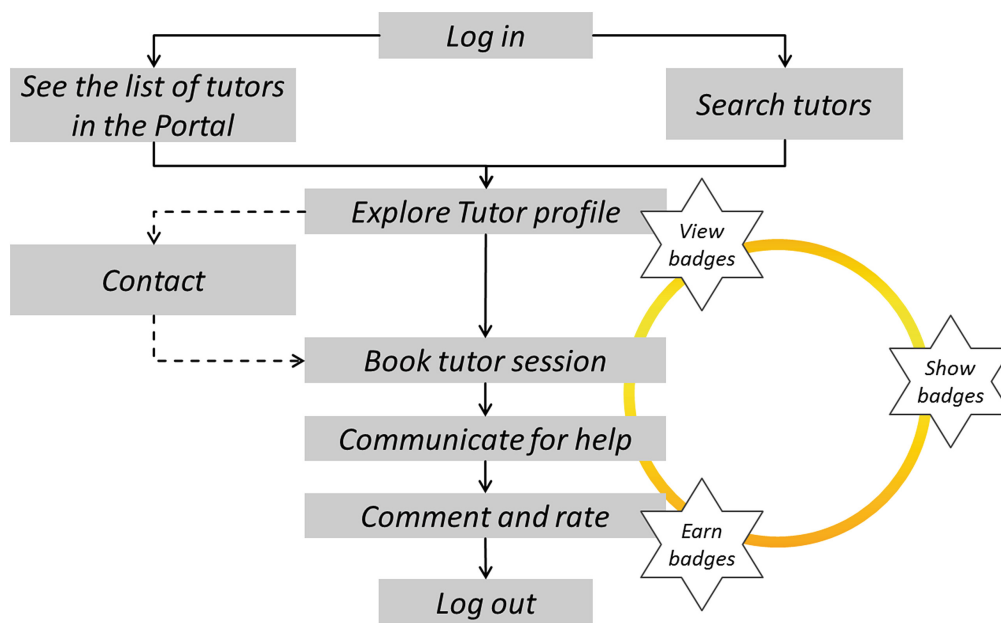 Log in
See the list of tutors
in the Portal
Search tutors
Explore Tutor profile
View
badges
Contact
Book tutor session
Show
badges
Communicate for help
Comment and rate
Earn
badges
Log out